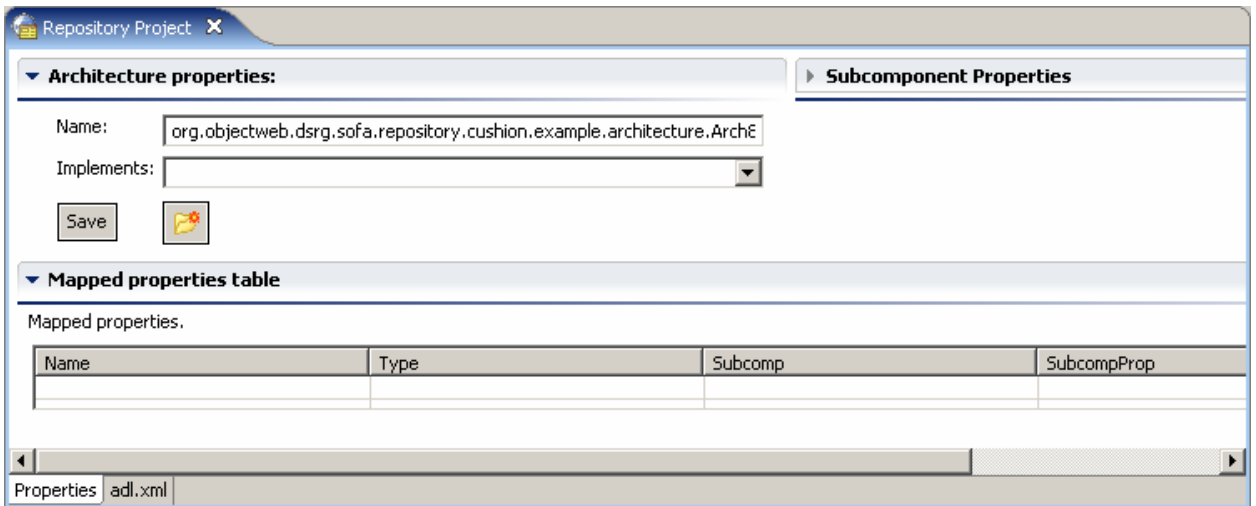 Repository Project
Architecture properties:
Subcomponent Properties
Name:
org.objectweb.dsrg.sofa.repository.cushion.example.architecture.Arch
Implements:
Save
Mapped properties table
Mapped properties.
Name Type Subcomp SubcompProp
Properties adl.xml